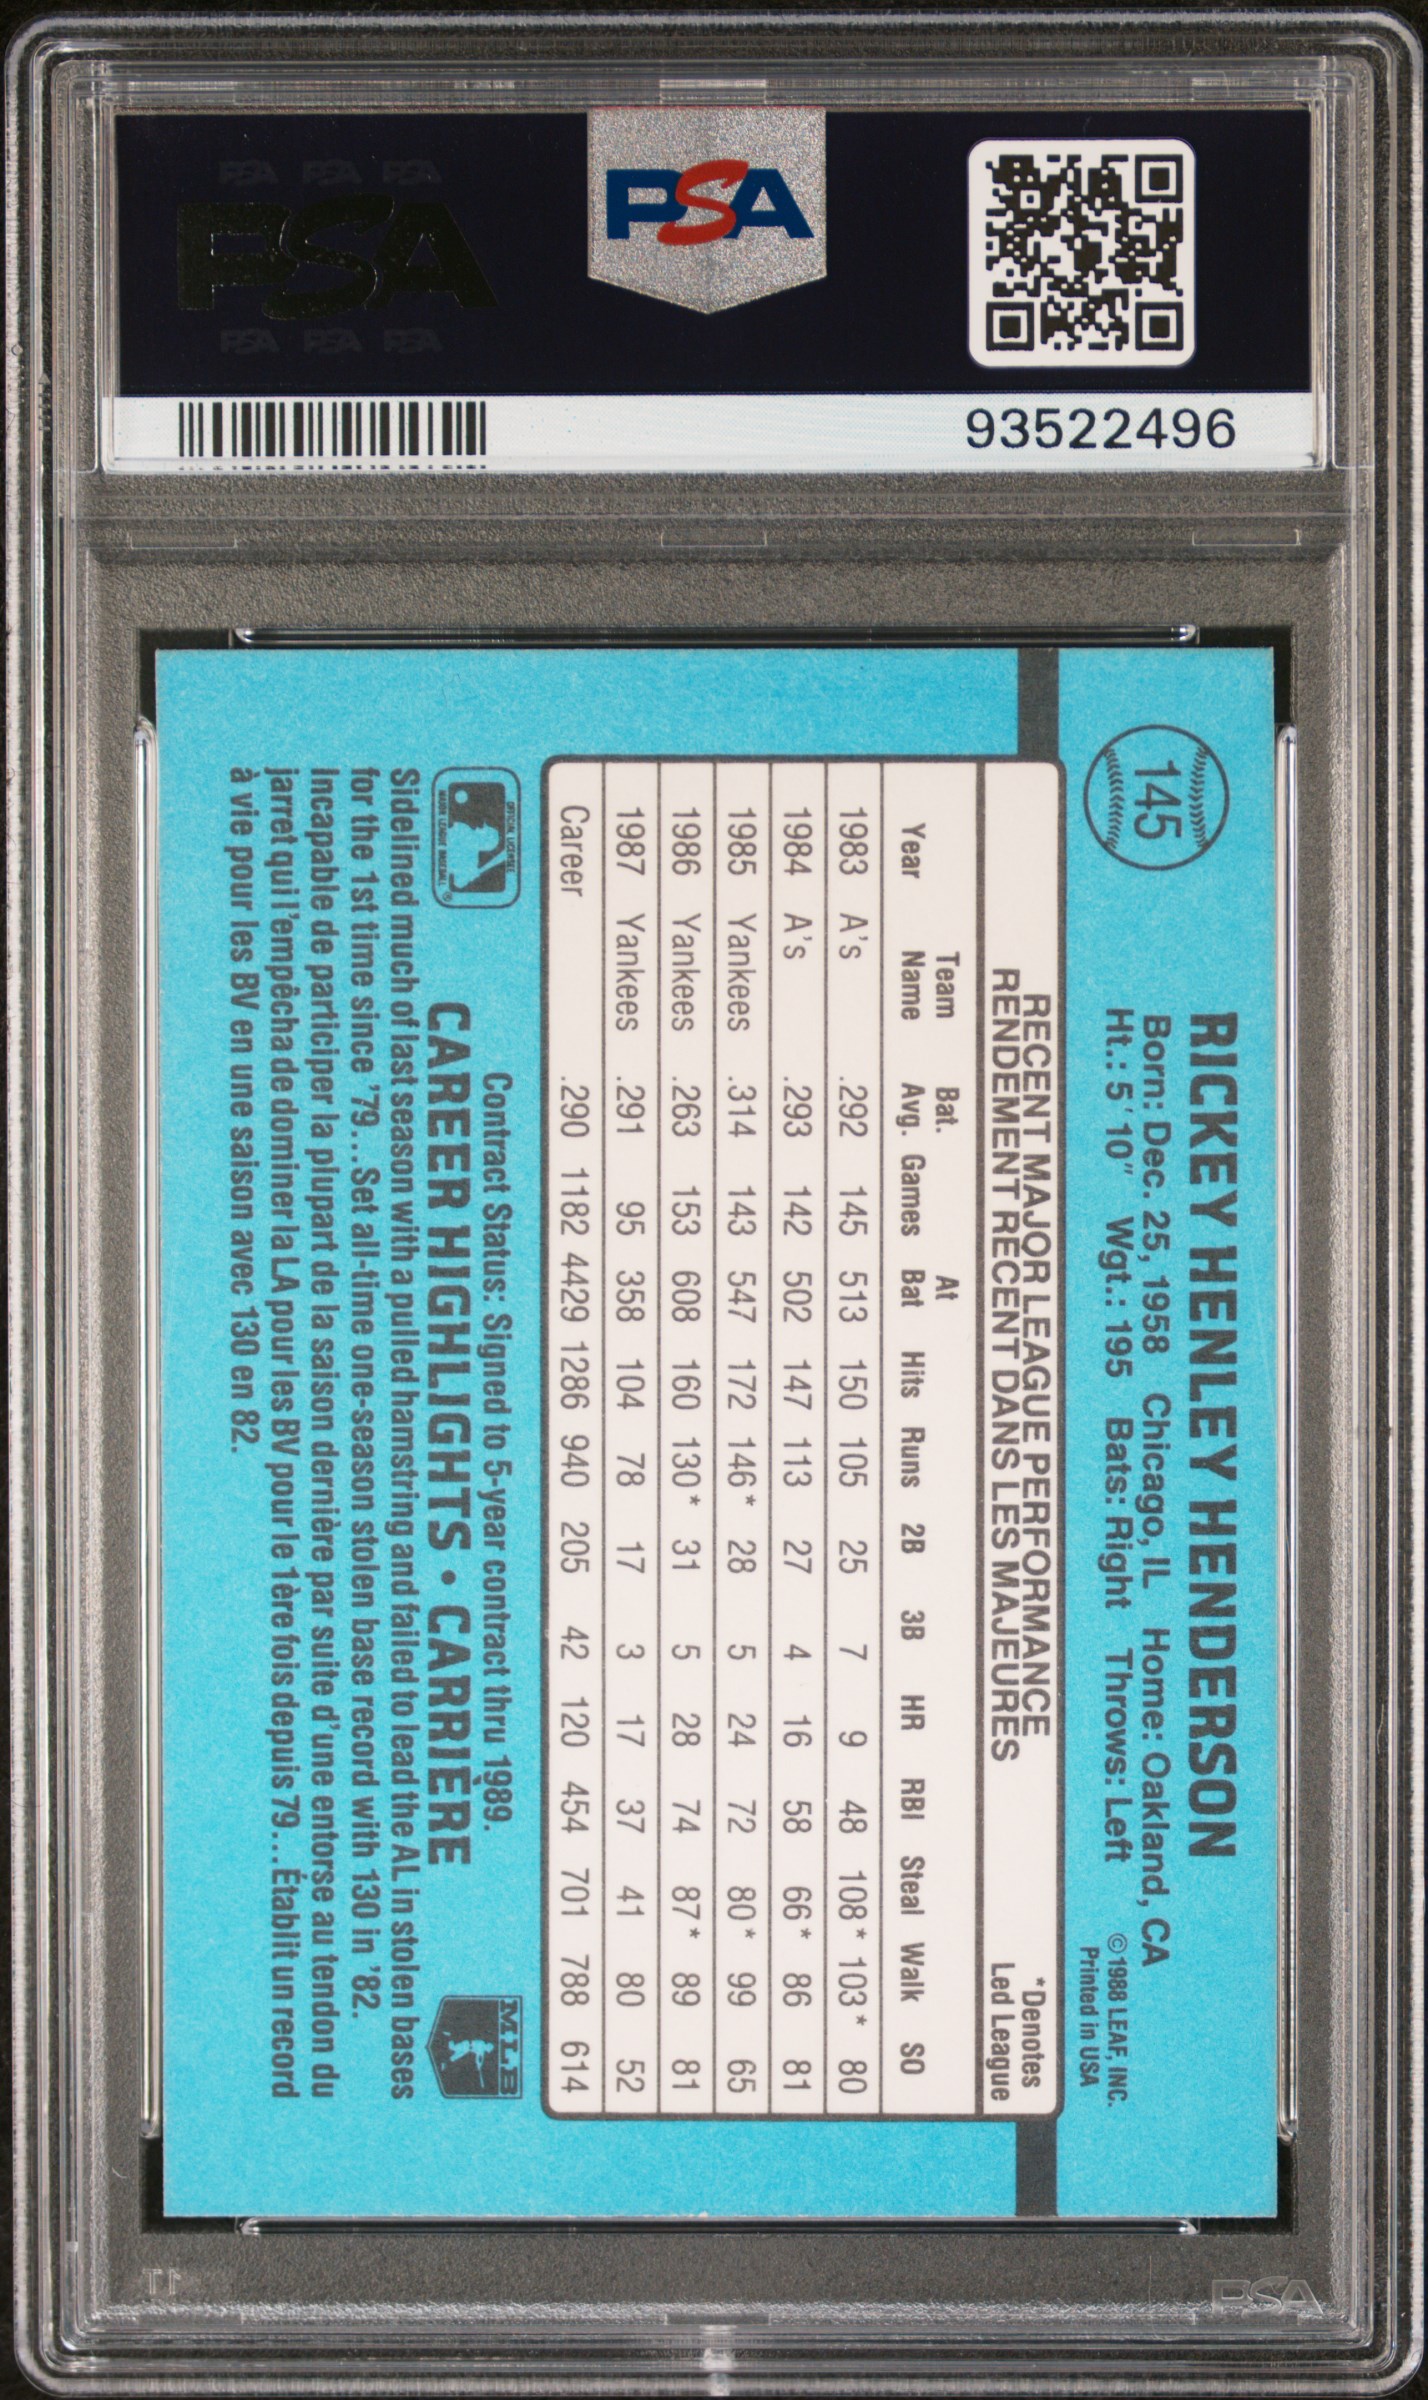 PSA PSA PSA
PSA
PSA PSA PSA
PSA
93522496
145
RICKEY HENLEY HENDERSON
Born: Dec. 25, 1958 Chicago, IL Home: Oakland, CA
Ht.: 5'10" Wgt.: 195 Bats: Right Throws: Left
©1988 LEAF, INC.
Printed in USA
RECENT MAJOR LEAGUE PERFORMANCE
RENDEMENT RECENT DANS LES MAJEURES
*Denotes
Led League
Year Team Name Bat. Avg. Games At Bat Hits Runs 2B 3B HR RBI Steal Walk SO
1983 A's .292 145 513 150 105 25 7 9 48 108* 103* 80
1984 A's .293 142 502 147 113 27 4 16 58 66* 86 81
1985 Yankees .314 143 547 172 146* 28 5 24 72 80* 99 65
1986 Yankees .263 153 608 160 130* 31 5 28 74 87* 89 81
1987 Yankees .291 95 358 104 78 17 3 17 37 41 80 52
Career .290 1182 4429 1286 940 205 42 120 454 701 788 614
OFFICIAL LICENSEE
MAJOR LEAGUE BASEBALL
®
Contract Status: Signed to 5-year contract thru 1989.
CAREER HIGHLIGHTS • CARRIÈRE
MLB
Sidelined much of last season with a pulled hamstring and failed to lead the AL in stolen bases
for the 1st time since '79...Set all-time one-season stolen base record with 130 in '82.
Incapable de participer la plupart de la saison dernière par suite d'une entorse au tendon du
jarret qui l'empêcha de dominer la LA pour les BV pour le 1ère fois depuis 79...Établit un record
à vie pour les BV en une saison avec 130 en 82.
PSA